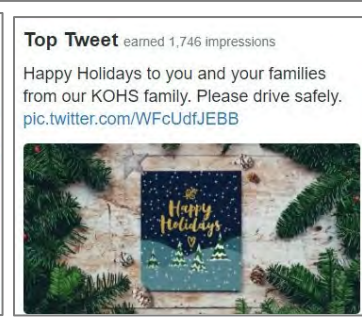 Top Tweet earned 1,746 impressions
Happy Holidays to you and your families
from our KOHS family. Please drive safely.
pic.twitter.com/WFcUdfJEBB
Happy
Holidays